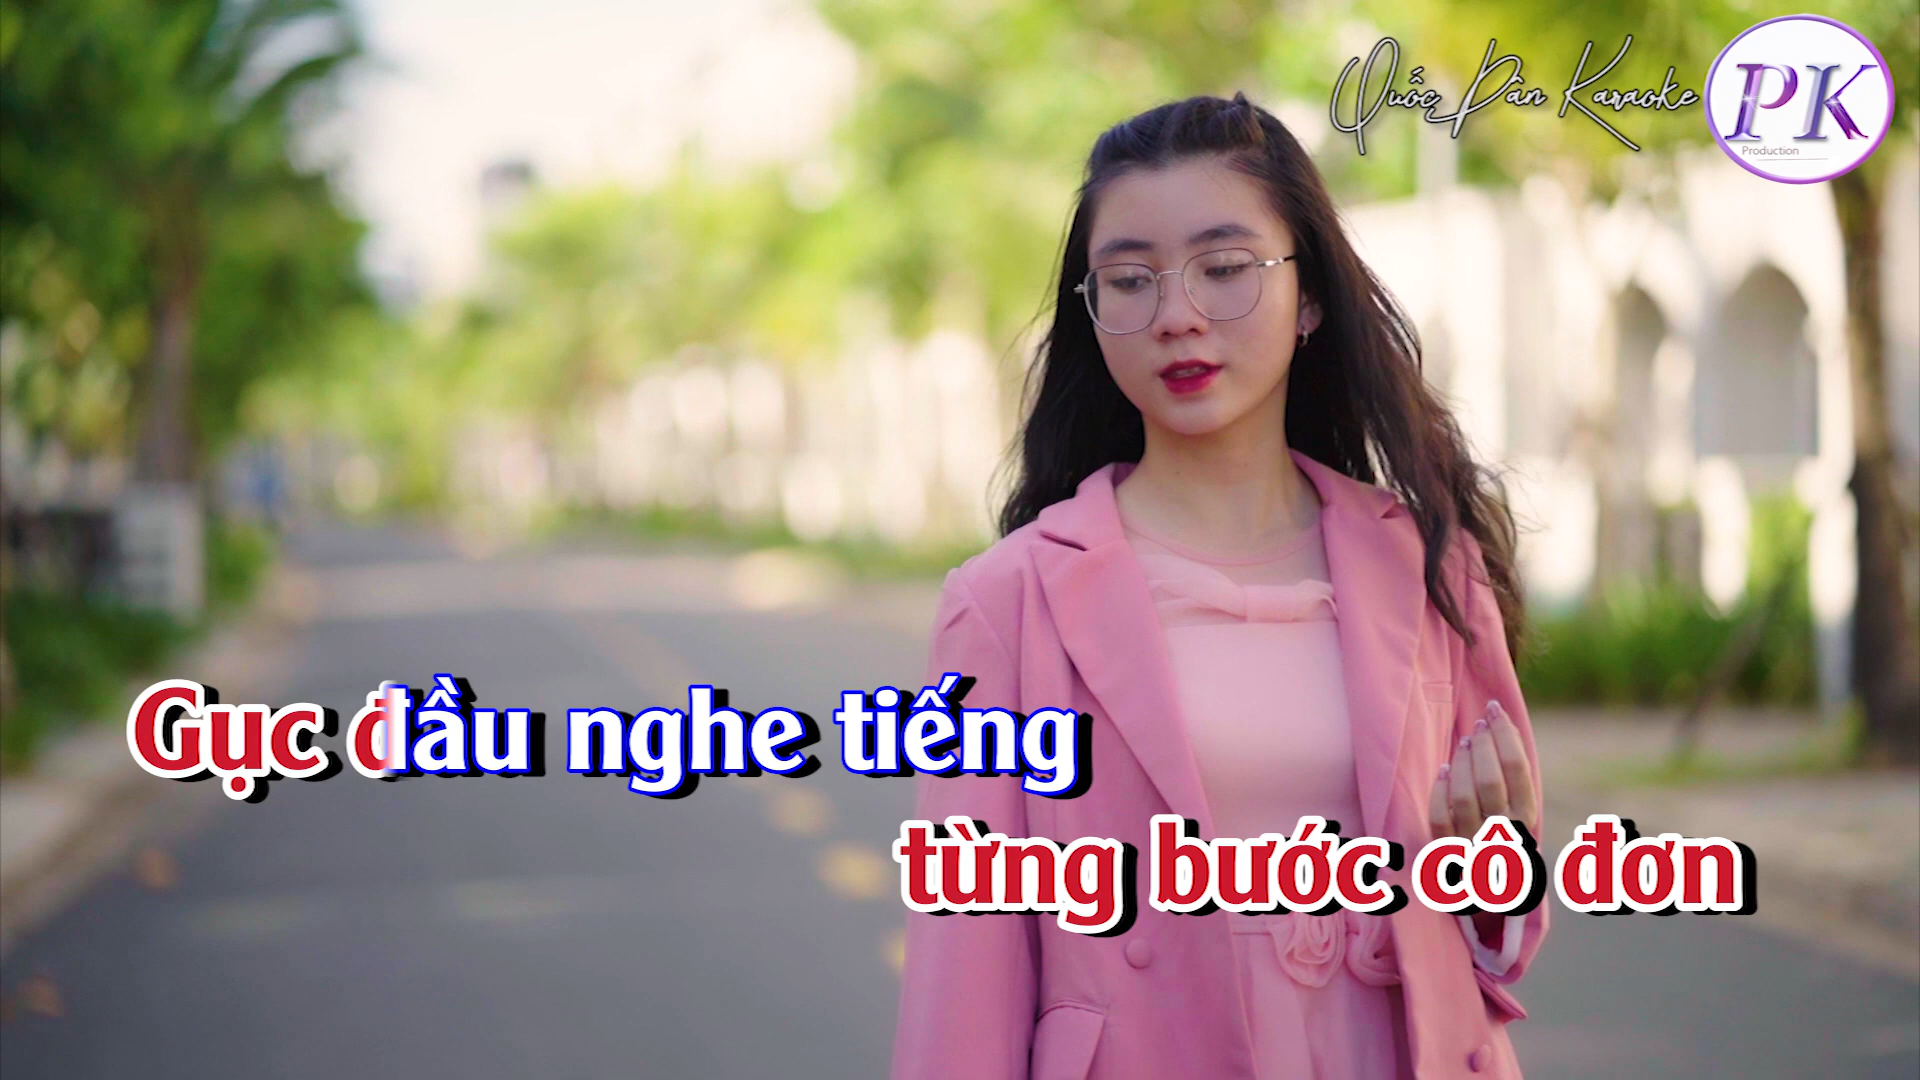 Quốc Dân Karaoke
PK
Production
Gục đầu nghe tiếng
từng bước cô đơn